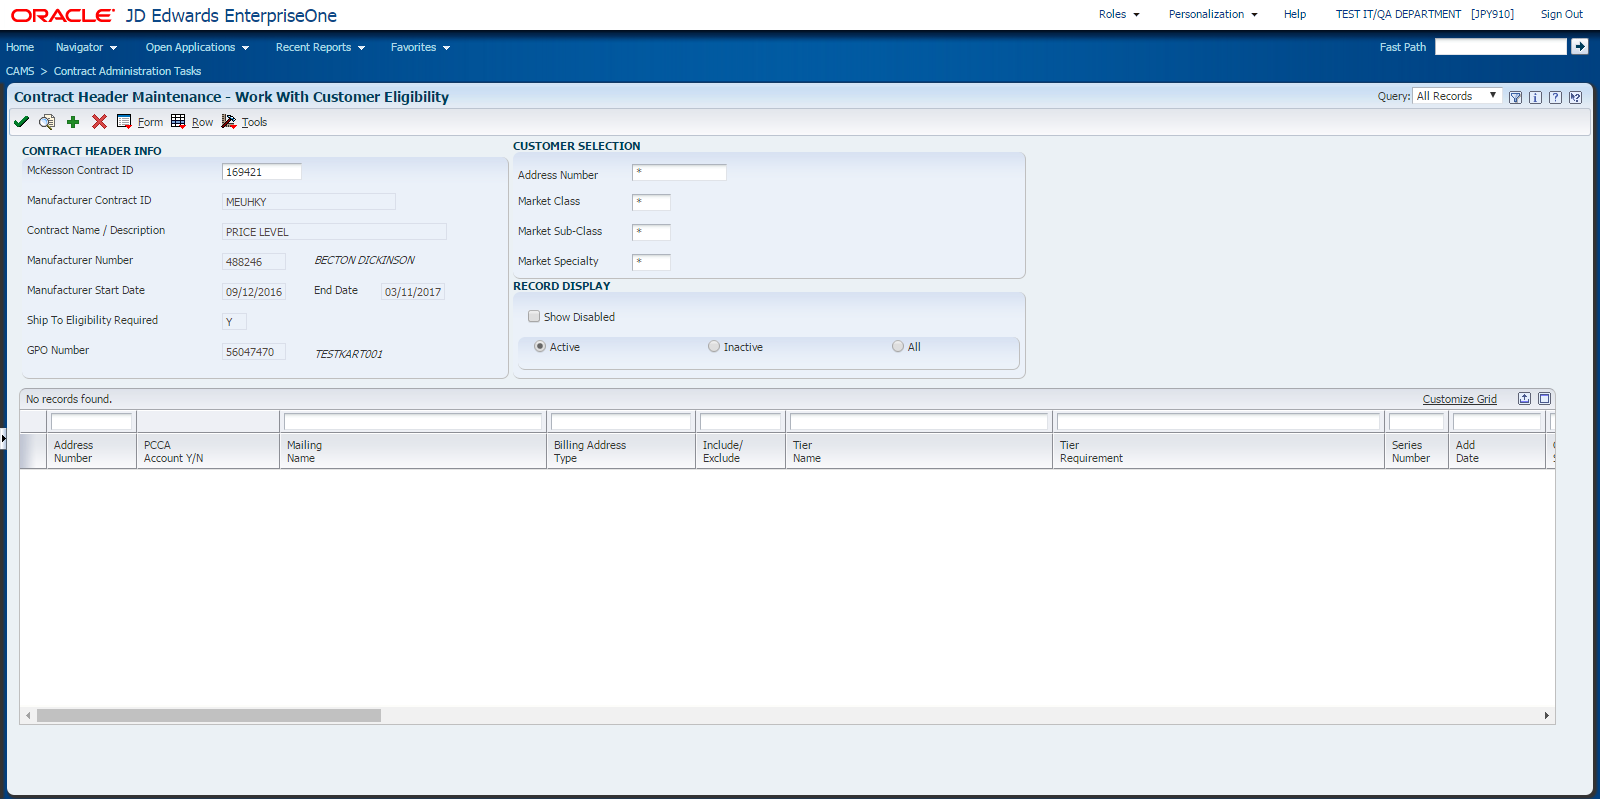 ORACLE JD Edwards EnterpriseOne
Roles Personalization Help TEST IT/QA DEPARTMENT [JPY910] Sign Out
Home Navigator Open Applications Recent Reports Favorites Fast Path
CAMS > Contract Administration Tasks
Contract Header Maintenance - Work With Customer Eligibility
Query: All Records
Form Row Tools
CONTRACT HEADER INFO
McKesson Contract ID 169421
Manufacturer Contract ID MEUHKY
Contract Name / Description PRICE LEVEL
Manufacturer Number 488246 BECTON DICKINSON
Manufacturer Start Date 09/12/2016 End Date 03/11/2017
Ship To Eligibility Required Y
GPO Number 56047470 TESTKART001
CUSTOMER SELECTION
Address Number *
Market Class *
Market Sub-Class *
Market Specialty *
RECORD DISPLAY
Show Disabled
Active Inactive All
No records found. Customize Grid
Address Number
PCCA Account Y/N
Mailing Name
Billing Address Type
Include/ Exclude
Tier Name
Tier Requirement
Series Number
Add Date